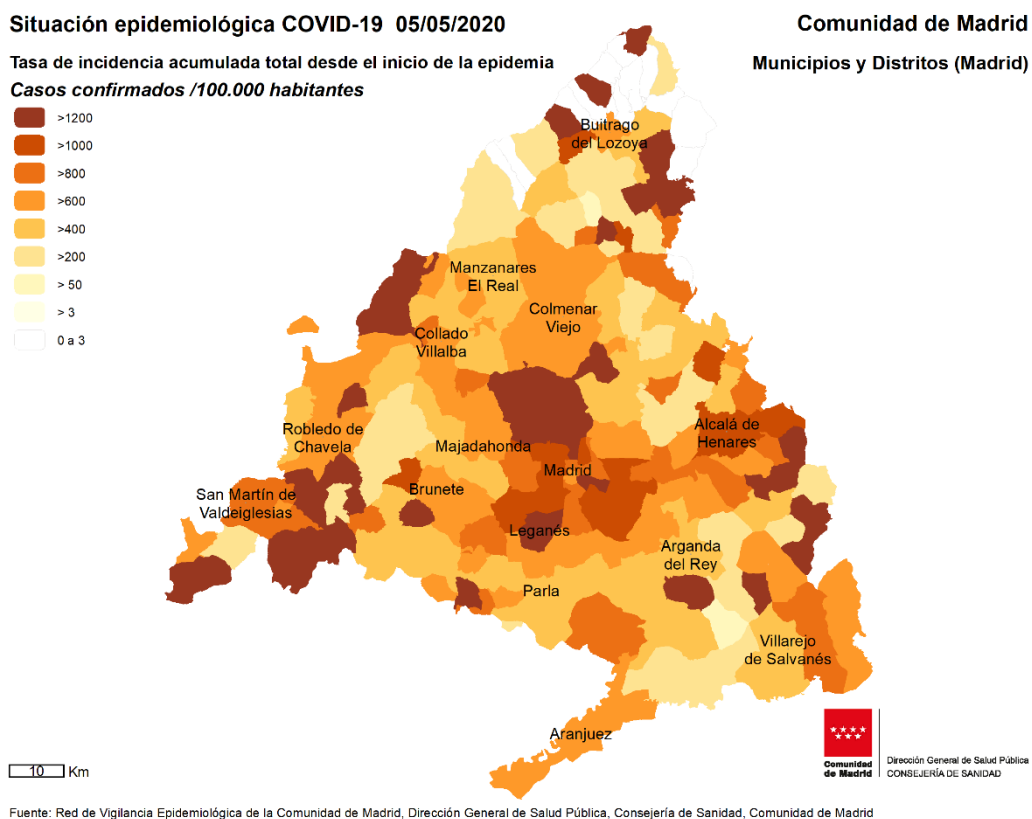 Situación epidemiológica COVID-19 05/05/2020
Comunidad de Madrid
Tasa de incidencia acumulada total desde el inicio de la epidemia
Municipios y Distritos (Madrid)
Casos confirmados /100.000 habitantes
>1200
>1000
>800
>600
>400
>200
> 50
> 3
0 a 3
Buitrago
del Lozoya
Manzanares
El Real
Colmenar
Viejo
Collado
Villalba
Robledo de
Chavela
Majadahonda
Alcalá de
Henares
Madrid
San Martín de
Valdeiglesias
Brunete
Leganés
Arganda
del Rey
Parla
Villarejo
de Salvanés
Aranjuez
10 Km
Comunidad
de Madrid
Dirección General de Salud Pública
CONSEJERÍA DE SANIDAD
Fuente: Red de Vigilancia Epidemiológica de la Comunidad de Madrid, Dirección General de Salud Pública, Consejería de Sanidad, Comunidad de Madrid